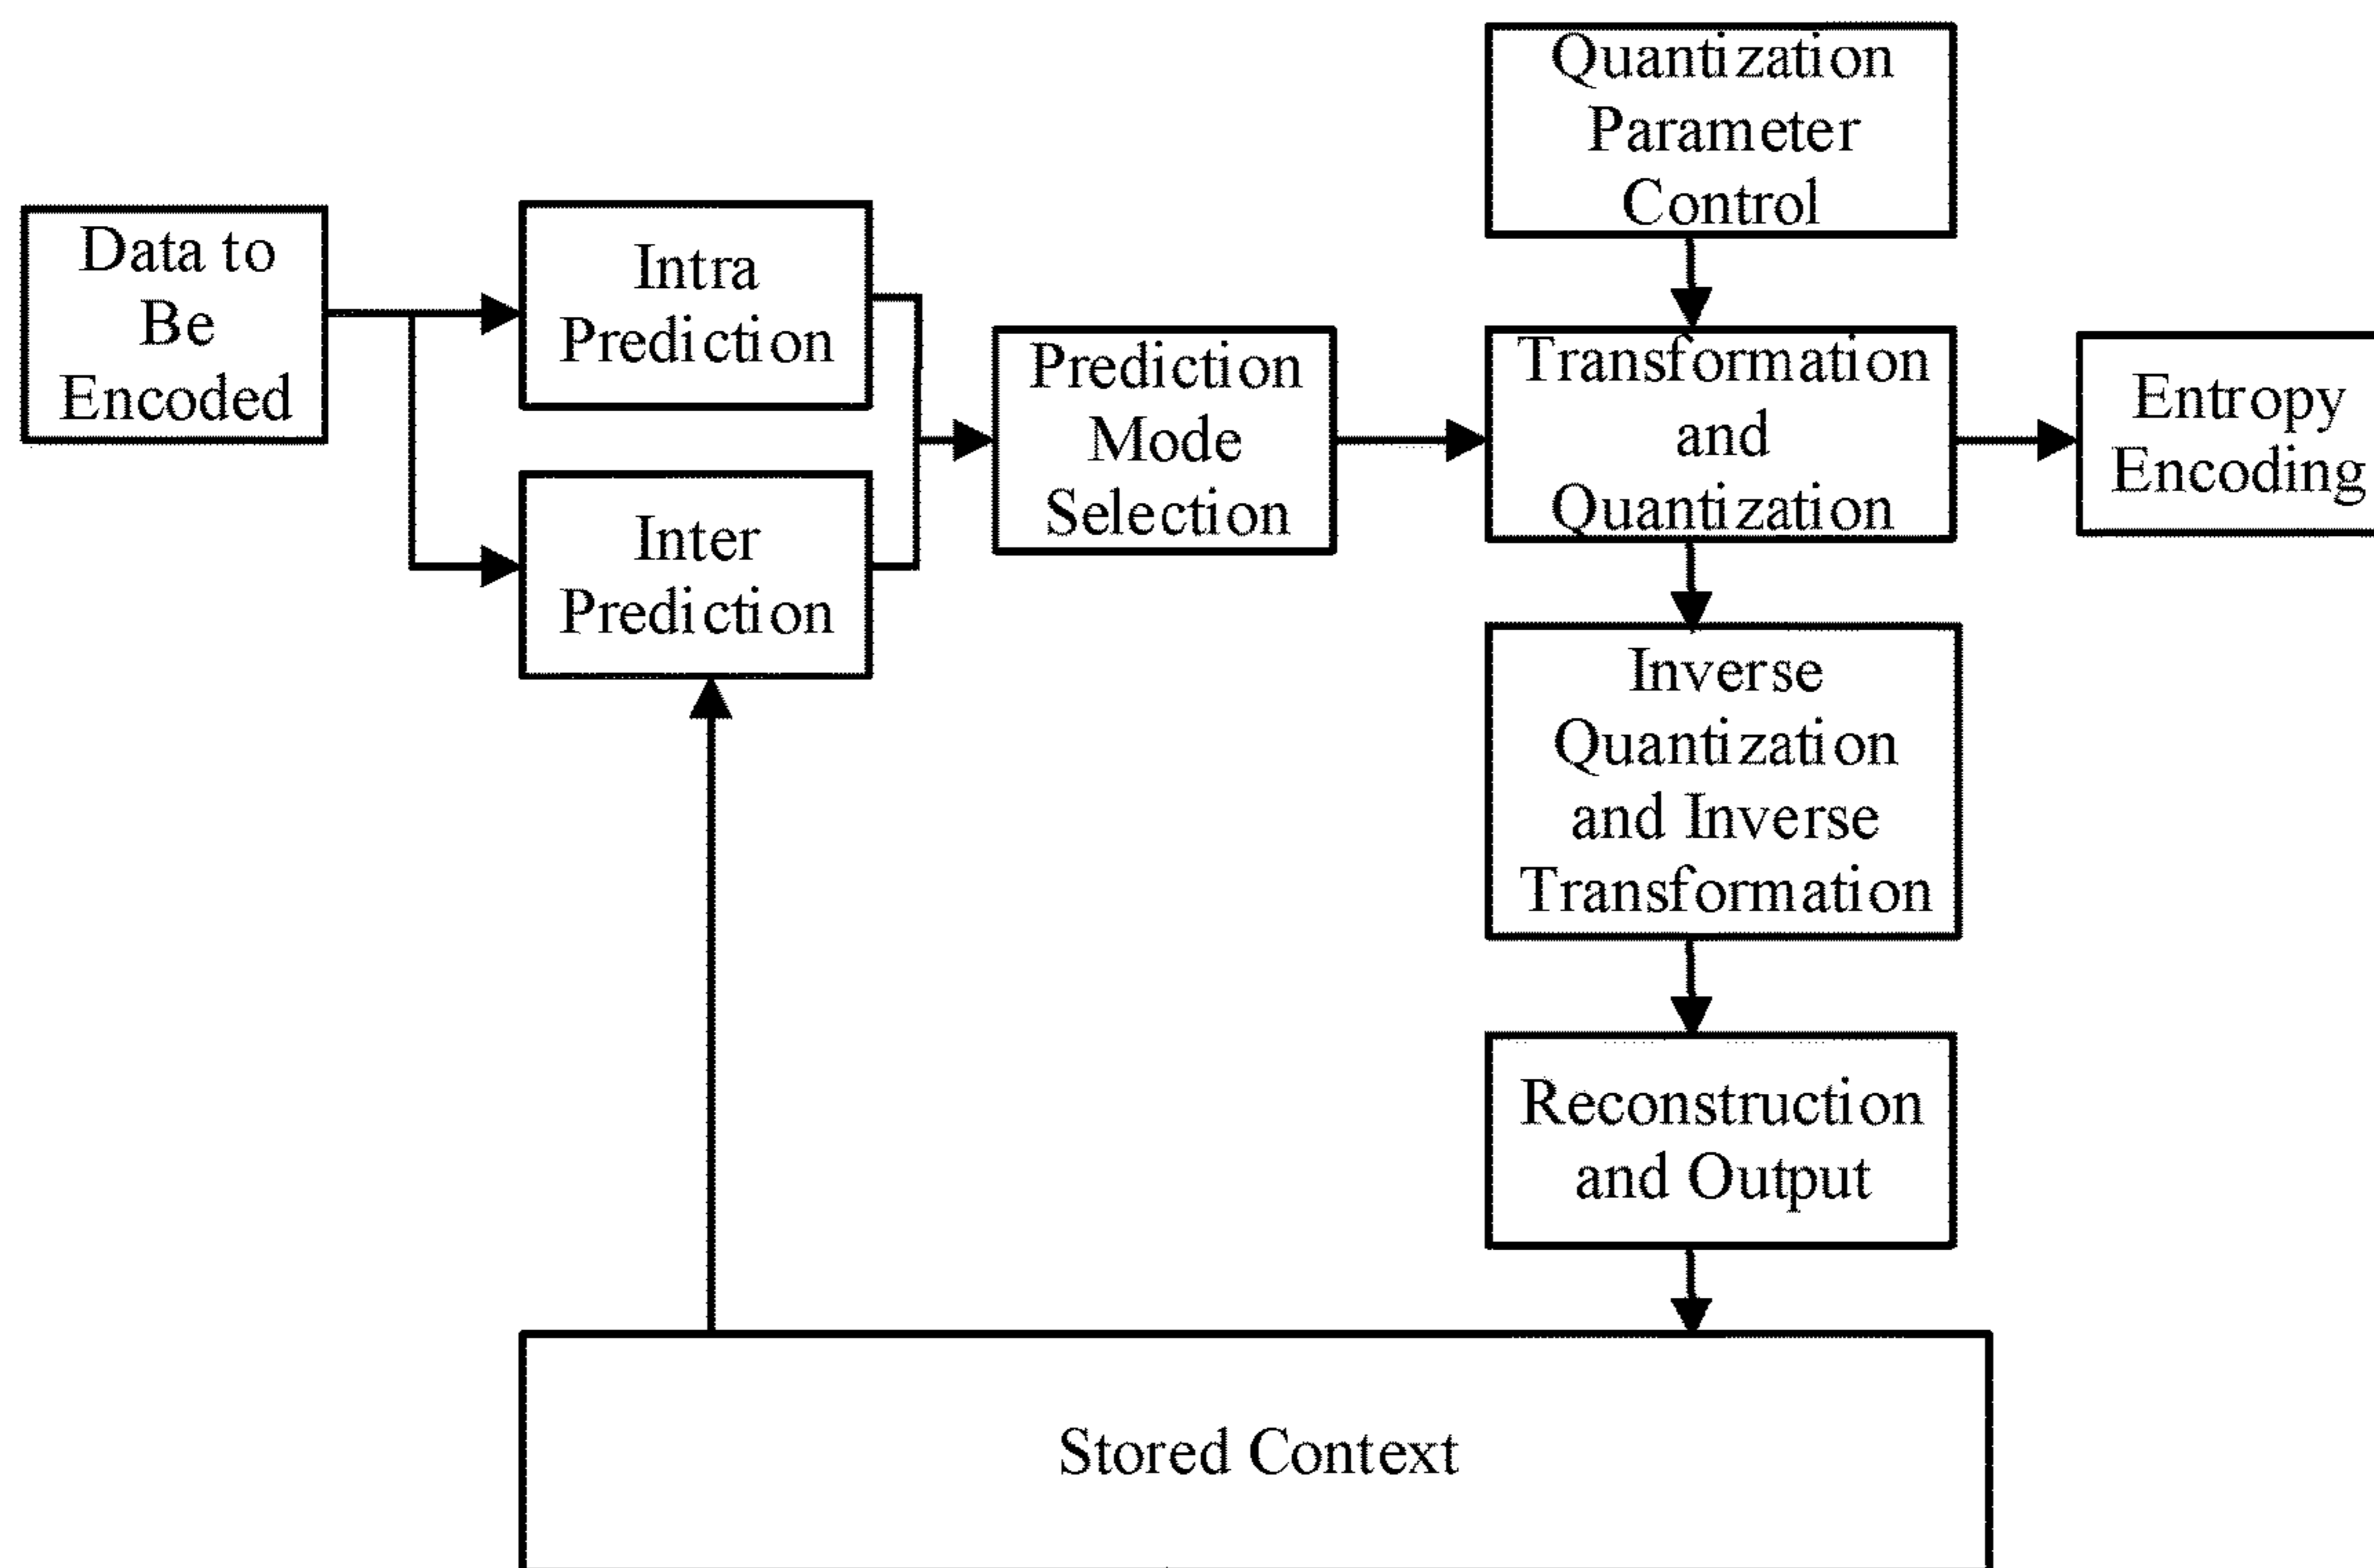 Quantization
Parameter
Control
Data to
Be
Encoded
Intra
Prediction
Inter
Prediction
Prediction
Mode
Selection
Transformation
and
Quantization
Entropy
Encoding
Inverse
Quantization
and Inverse
Transformation
Reconstruction
and Output
Stored Context